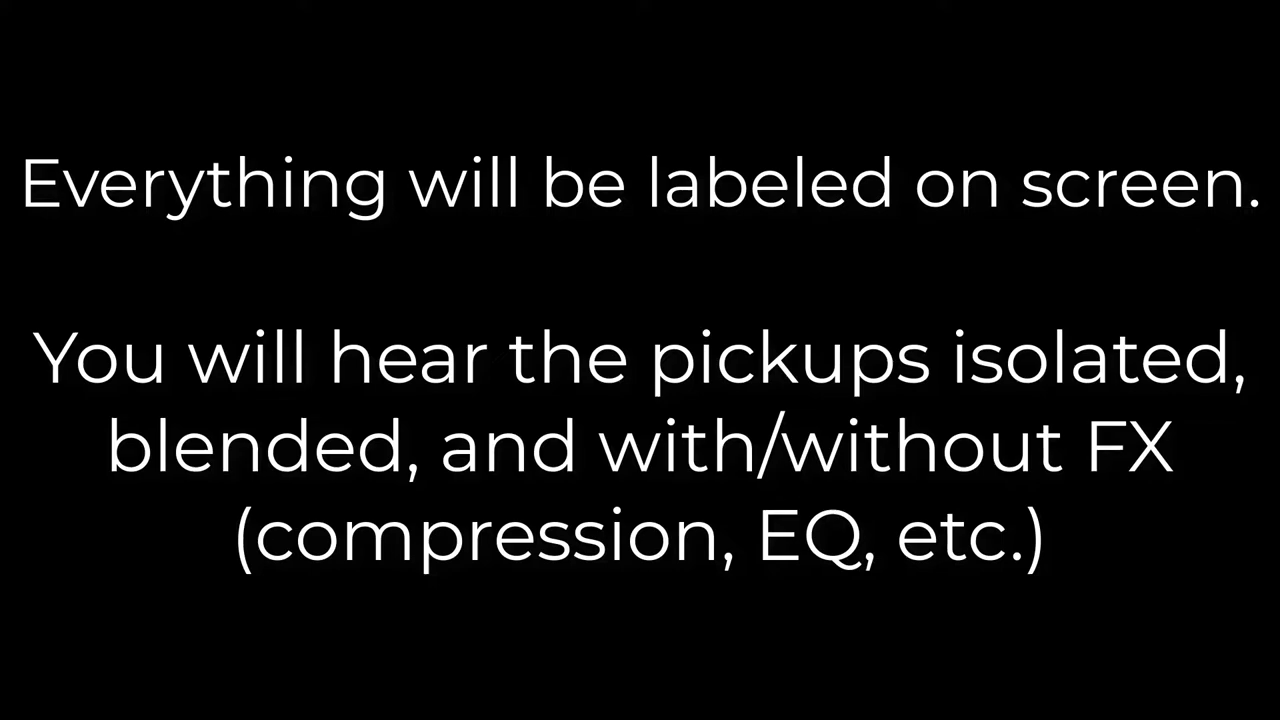 Everything will be labeled on screen.
You will hear the pickups isolated,
blended, and with/without FX
(compression, EQ, etc.)